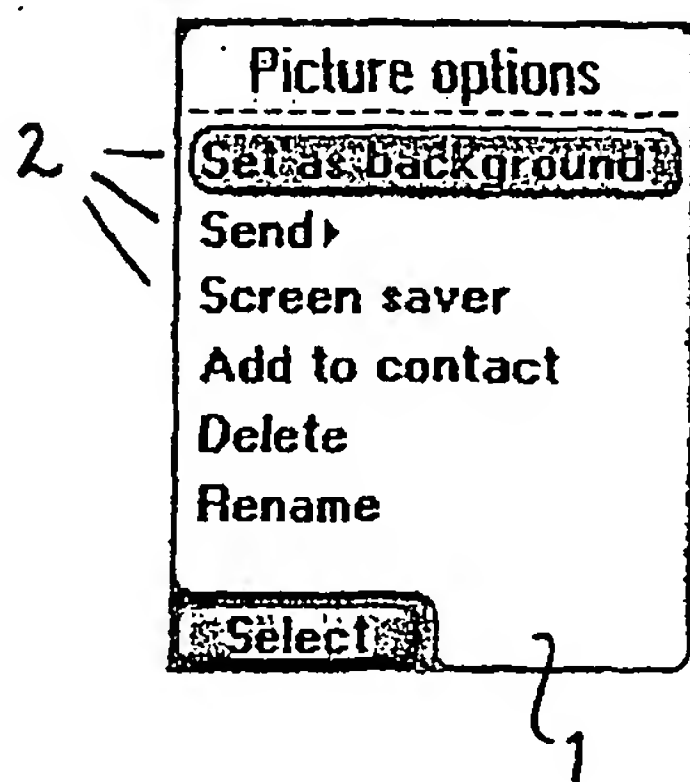 Picture options
2
Set as background
Send
Screen saver
Add to contact
Delete
Rename
Select
1